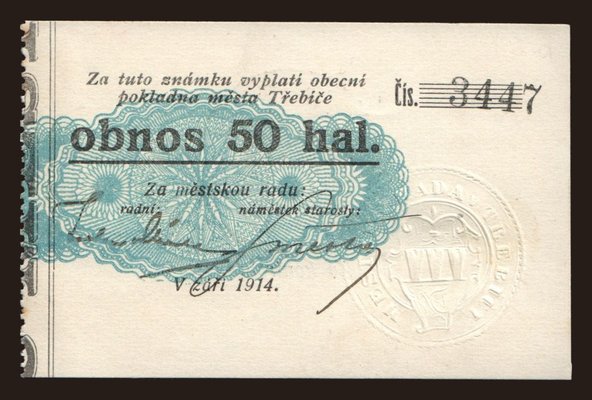 Za tuto známku vyplatí obecní
pokladna města Třebíče
Čís. 3447
obnos 50 hal.
Za městskou radu:
radní: náměstek starosty:
V září 1914.